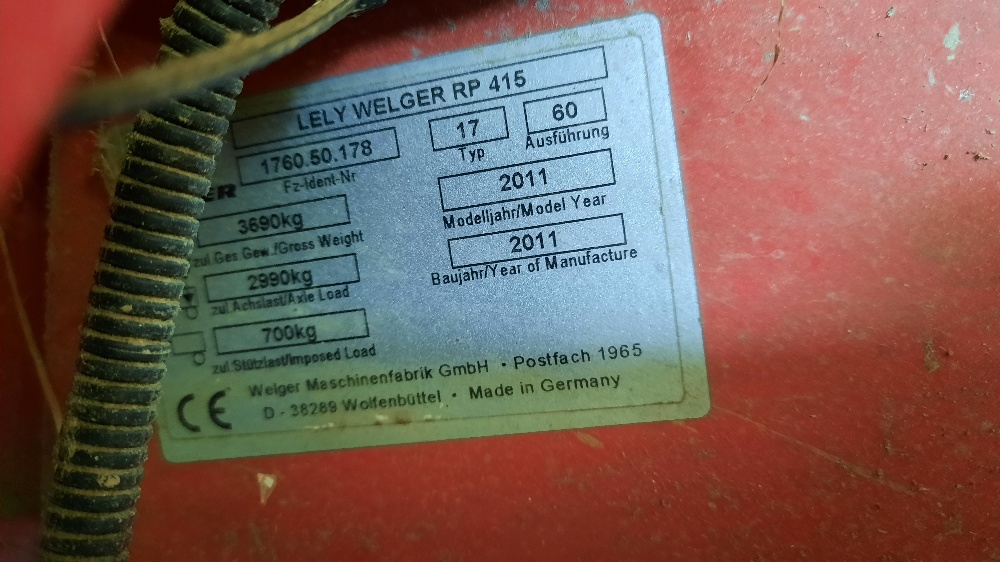 LELY WELGER RP 415
1760.50.178
Fz-Ident-Nr
17
Typ
60
Ausführung
ER
3690kg
zul.Ges Gew./Gross Weight
2011
Modelljahr/Model Year
2990kg
zul.Achslast/Axle Load
2011
Baujahr/Year of Manufacture
700kg
zul.Stützlast/Imposed Load
CE
Welger Maschinenfabrik GmbH • Postfach 1965
D - 38289 Wolfenbüttel • Made in Germany